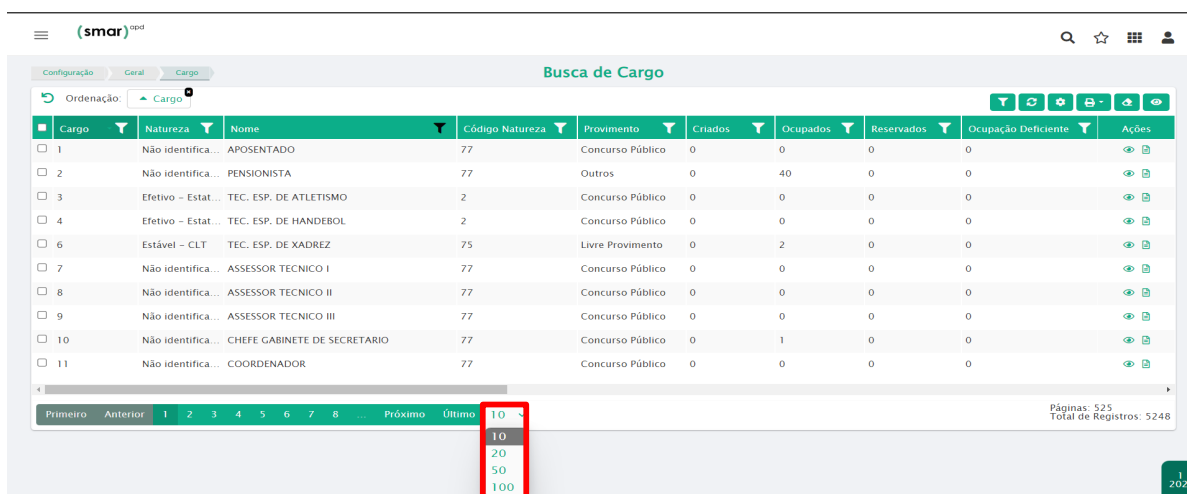 (smar)opd
Configuração Geral Cargo
Busca de Cargo
Ordenação: Cargo
Cargo Natureza Nome Código Natureza Provimento Criados Ocupados Reservados Ocupação Deficiente Ações
1 Não identifica... APOSENTADO 77 Concurso Público 0 0 0 0
2 Não identifica... PENSIONISTA 77 Outros 0 40 0 0
3 Efetivo - Estat... TEC. ESP. DE ATLETISMO 2 Concurso Público 0 0 0 0
4 Efetivo - Estat... TEC. ESP. DE HANDEBOL 2 Concurso Público 0 0 0 0
6 Estável - CLT TEC. ESP. DE XADREZ 75 Livre Provimento 0 2 0 0
7 Não identifica... ASSESSOR TECNICO I 77 Concurso Público 0 0 0 0
8 Não identifica... ASSESSOR TECNICO II 77 Concurso Público 0 0 0 0
9 Não identifica... ASSESSOR TECNICO III 77 Concurso Público 0 0 0 0
10 Não identifica... CHEFE GABINETE DE SECRETARIO 77 Concurso Público 0 1 0 0
11 Não identifica... COORDENADOR 77 Concurso Público 0 0 0 0
Primeiro Anterior 1 2 3 4 5 6 7 8 ... Próximo Último 10
Páginas: 525
Total de Registros: 5248
10
20
50
100
1
202